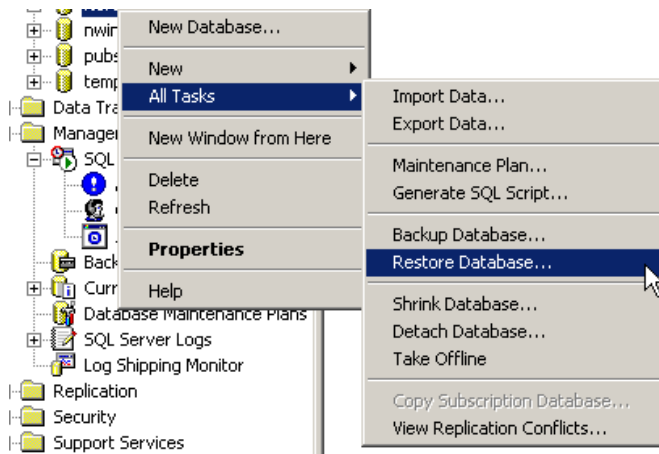 nwin
pubs
temp
Data Tra
Manager
SQL
Back
Curr
Database Maintenance Plans
SQL Server Logs
Log Shipping Monitor
Replication
Security
Support Services
New Database...
New
All Tasks
New Window from Here
Delete
Refresh
Properties
Help
Import Data...
Export Data...
Maintenance Plan...
Generate SQL Script...
Backup Database...
Restore Database...
Shrink Database...
Detach Database...
Take Offline
Copy Subscription Database...
View Replication Conflicts...